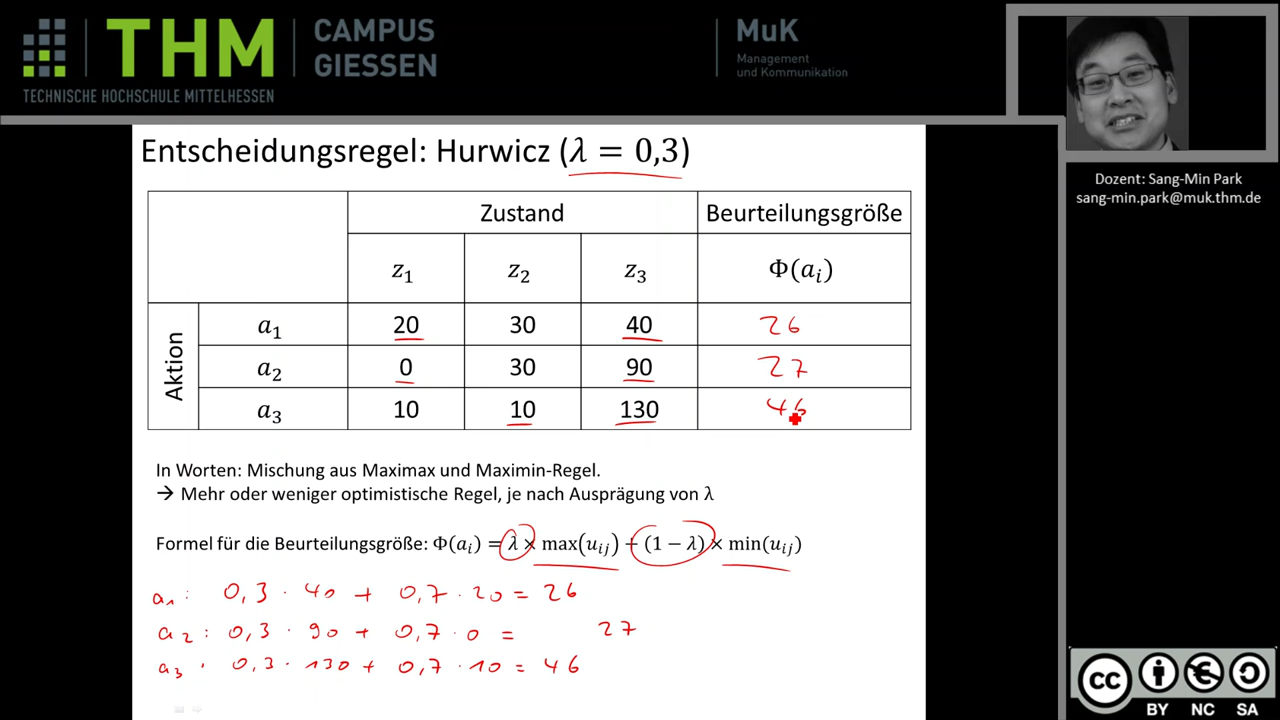 THM
CAMPUS
GIESSEN
TECHNISCHE HOCHSCHULE MITTELHESSEN
MuK
Management
und Kommunikation
Dozent: Sang-Min Park
sang-min.park@muk.thm.de
Entscheidungsregel: Hurwicz (λ = 0,3)
Zustand Beurteilungsgröße
z₁ z₂ z₃ Φ(aᵢ)
Aktion
a₁ 20 30 40 26
a₂ 0 30 90 27
a₃ 10 10 130 46
In Worten: Mischung aus Maximax und Maximin-Regel.
→ Mehr oder weniger optimistische Regel, je nach Ausprägung von λ
Formel für die Beurteilungsgröße: Φ(aᵢ) = λ × max(uᵢⱼ) + (1 − λ) × min(uᵢⱼ)
a₁: 0,3 · 40 + 0,7 · 20 = 26
a₂: 0,3 · 90 + 0,7 · 0 = 27
a₃: 0,3 · 130 + 0,7 · 10 = 46
cc
BY NC SA